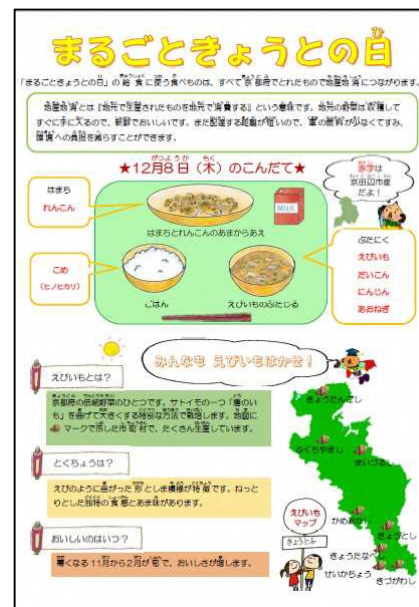 まるごときょうとの日
「まるごときょうとの日」の給食に使う食べものは、すべて京都府でとれたもので地産地消につながります。
地産地消とは『地元で生産されたものを地元で消費する』という意味です。地元の野菜は収穫して
すぐに手に入るので、新鮮でおいしいです。また配送する距離が短いので、車の燃料が少なくてすみ、
環境への負担を減らすことができます。
★12月8日(木)のこんだて★
赤字は
京田辺市産
だよ!
はまち
れんこん
MILK
はまちとれんこんのあまからあえ
こめ
(ヒノヒカリ)
ごはん
えびいものぶたじる
ぶたにく
えびいも
だいこん
にんじん
あおねぎ
みんなも えびいもはかせ!
えびいもとは?
京都府の伝統野菜のひとつです。サトイモの一つ「唐のい
も」を曲げて大きくする特別な方法で栽培します。地図に
マークで示した市町村で、たくさん生産しています。
とくちょうは?
えびのように曲がった形としま模様が特徴です。ねっと
りとした独特の食感とあま味があります。
おいしいのはいつ?
寒くなる11月から2月が旬で、おいしさが増します。
えびいも
マップ
きょうとふ
きょうたんごし
ふくちやまし
まいづるし
かめおかし
きょうとし
きょうたなべし
せいかちょう
きづがわし